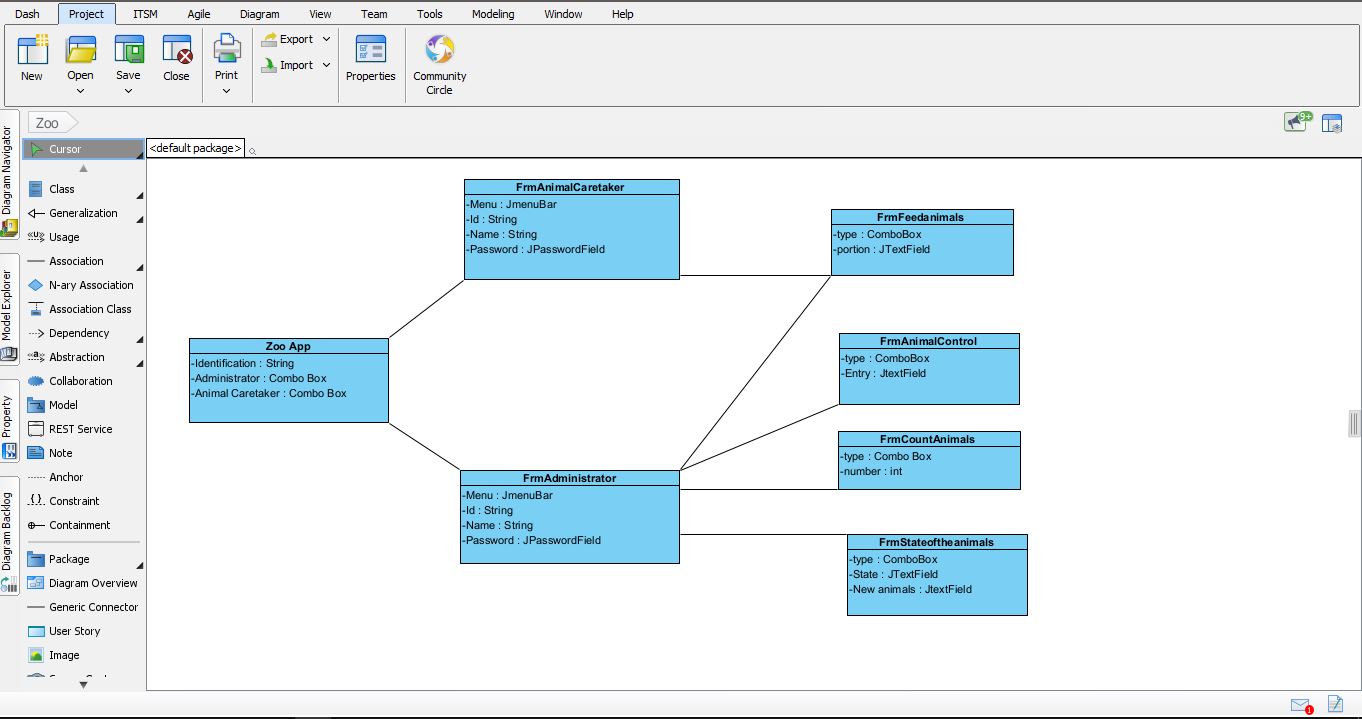 Dash Project ITSM Agile Diagram View Team Tools Modeling Window Help
New Open Save Close Print Export Import Properties Community Circle
Zoo
9+
Diagram Navigator
Model Explorer
Property
Diagram Backlog
Cursor
Class
Generalization
«u» Usage
Association
N-ary Association
Association Class
Dependency
«a» Abstraction
Collaboration
Model
REST Service
Note
Anchor
Constraint
Containment
Package
Diagram Overview
Generic Connector
User Story
Image
<default package>
FrmAnimalCaretaker
-Menu : JmenuBar
-Id : String
-Name : String
-Password : JPasswordField
FrmFeedanimals
-type : ComboBox
-portion : JTextField
Zoo App
-Identification : String
-Administrator : Combo Box
-Animal Caretaker : Combo Box
FrmAnimalControl
-type : ComboBox
-Entry : JtextField
FrmCountAnimals
-type : Combo Box
-number : int
FrmAdministrator
-Menu : JmenuBar
-Id : String
-Name : String
-Password : JPasswordField
FrmStateoftheanimals
-type : ComboBox
-State : JTextField
-New animals : JtextField
1